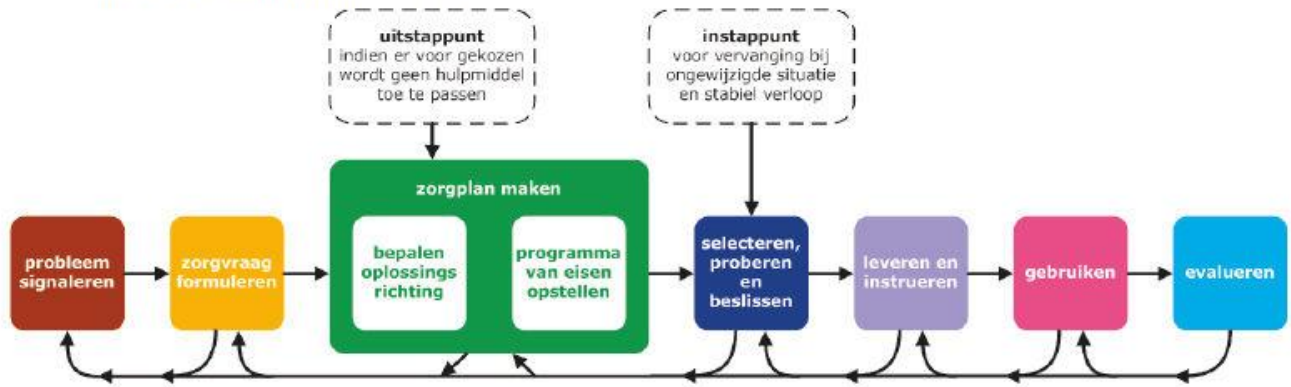 uitstappunt
indien er voor gekozen
wordt geen hulpmiddel
toe te passen
instappunt
voor vervanging bij
ongewijzigde situatie
en stabiel verloop
zorgplan maken
probleem
signaleren
zorgvraag
formuleren
bepalen
oplossings
richting
programma
van eisen
opstellen
selecteren,
proberen
en
beslissen
leveren en
instrueren
gebruiken
evalueren